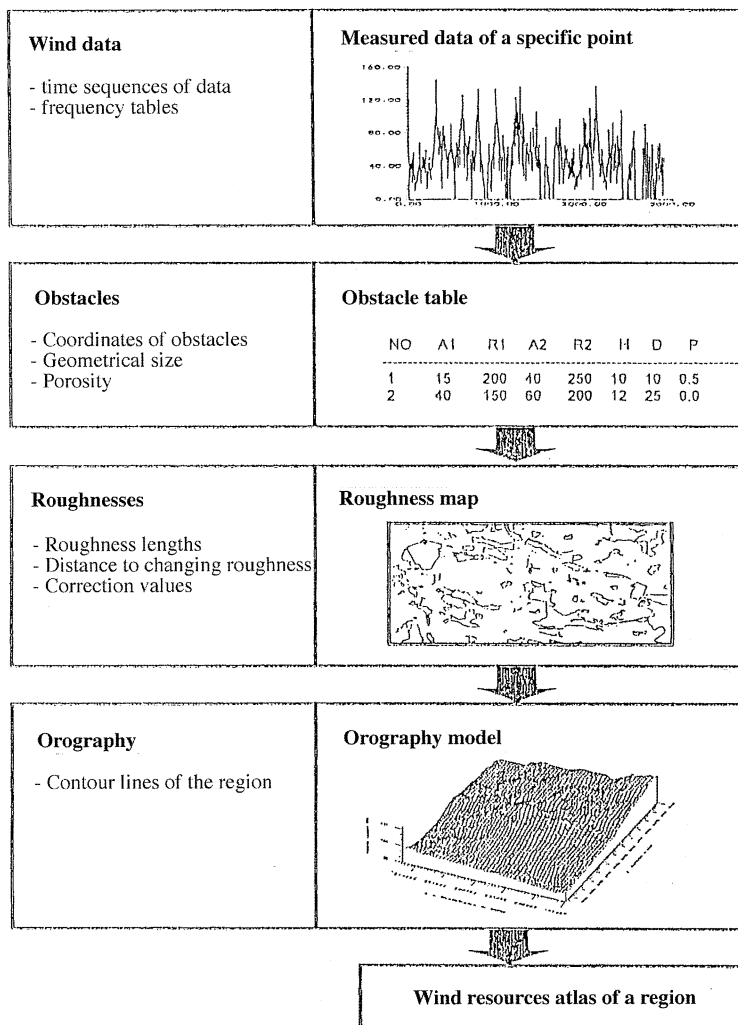 Wind data
- time sequences of data
- frequency tables
Measured data of a specific point
160.00
120.00
80.00
40.00
0.00
0.00
Obstacles
- Coordinates of obstacles
- Geometrical size
- Porosity
Obstacle table
NO A1 R1 A2 R2 H D P
1 15 200 40 250 10 10 0.5
2 40 150 60 200 12 25 0.0
Roughnesses
- Roughness lengths
- Distance to changing roughness
- Correction values
Roughness map
Orography
- Contour lines of the region
Orography model
Wind resources atlas of a region